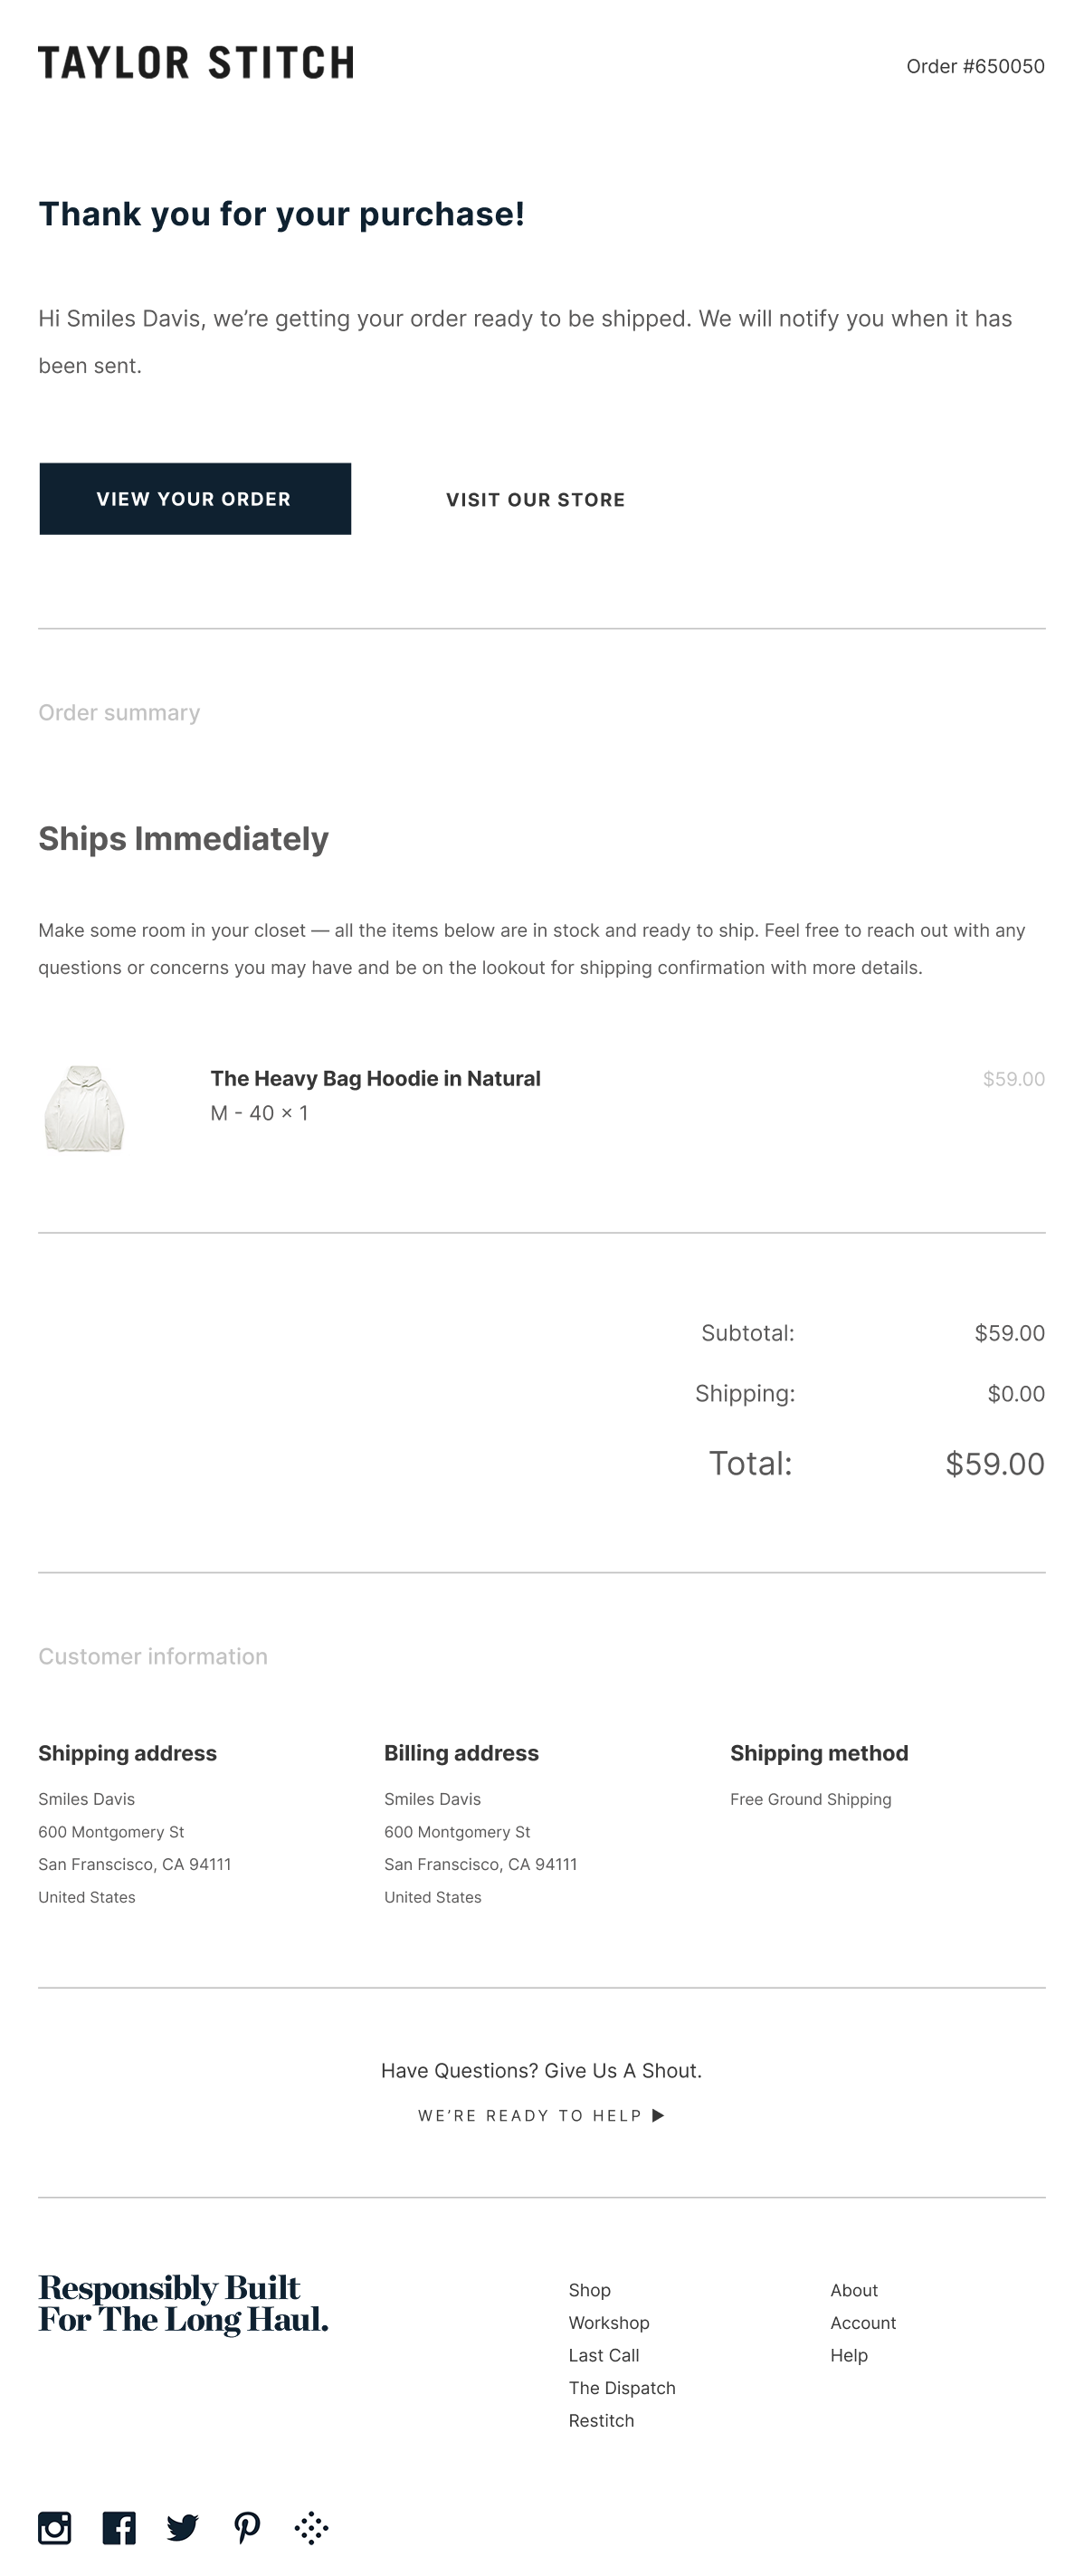 TAYLOR STITCH
Order #650050
Thank you for your purchase!
Hi Smiles Davis, we’re getting your order ready to be shipped. We will notify you when it has
been sent.
VIEW YOUR ORDER
VISIT OUR STORE
Order summary
Ships Immediately
Make some room in your closet — all the items below are in stock and ready to ship. Feel free to reach out with any
questions or concerns you may have and be on the lookout for shipping confirmation with more details.
The Heavy Bag Hoodie in Natural
$59.00
M - 40 × 1
Subtotal: $59.00
Shipping: $0.00
Total: $59.00
Customer information
Shipping address
Smiles Davis
600 Montgomery St
San Franscisco, CA 94111
United States
Billing address
Smiles Davis
600 Montgomery St
San Franscisco, CA 94111
United States
Shipping method
Free Ground Shipping
Have Questions? Give Us A Shout.
WE’RE READY TO HELP ▶
Responsibly Built
For The Long Haul.
Shop
Workshop
Last Call
The Dispatch
Restitch
About
Account
Help